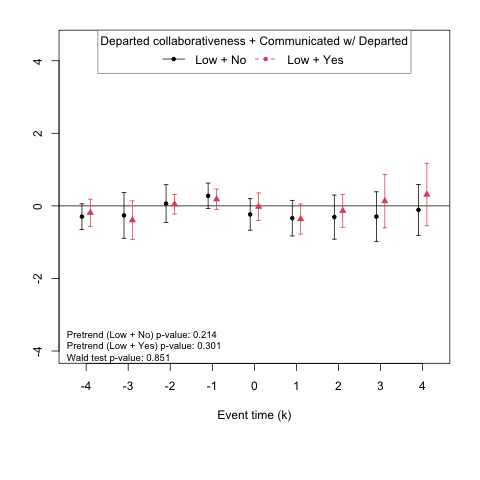 Departed collaborativeness + Communicated w/ Departed
Low + No Low + Yes
4
2
0
-2
-4
Pretrend (Low + No) p-value: 0.214
Pretrend (Low + Yes) p-value: 0.301
Wald test p-value: 0.851
-4 -3 -2 -1 0 1 2 3 4
Event time (k)